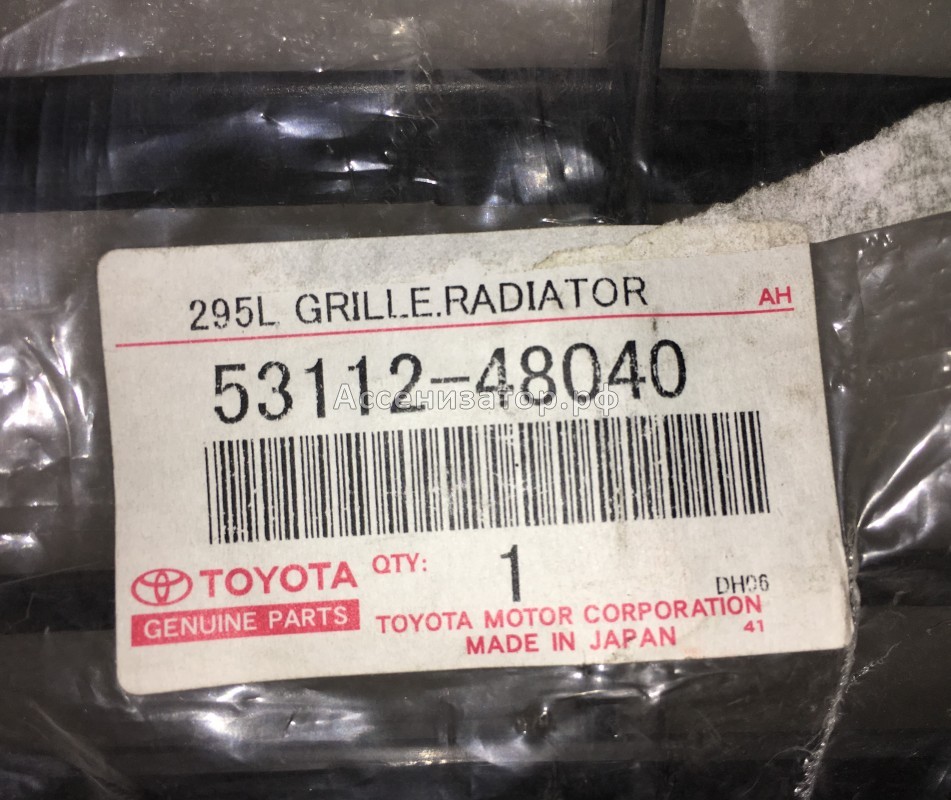 295L GRILLE.RADIATOR
AH
53112-48040
Ассенизатор.рф
TOYOTA
GENUINE PARTS
QTY:
1
DH06
TOYOTA MOTOR CORPORATION
MADE IN JAPAN
41